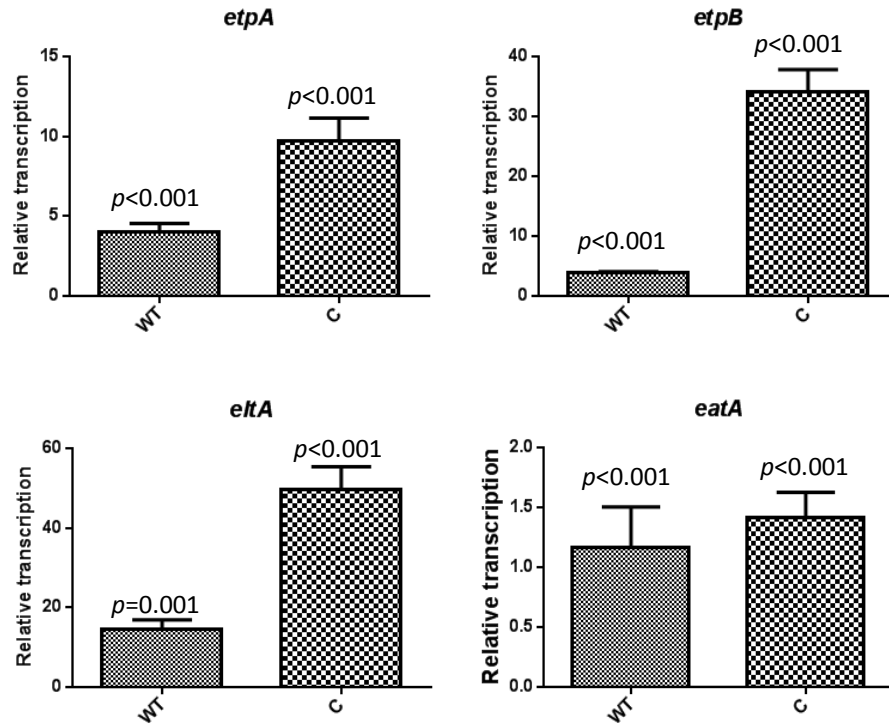 etpA
Relative transcription
15
10
5
0
p<0.001
p<0.001
WT
C
etpB
Relative transcription
40
30
20
10
0
p<0.001
p<0.001
WT
C
eltA
Relative transcription
60
40
20
0
p=0.001
p<0.001
WT
C
eatA
Relative transcription
2.0
1.5
1.0
0.5
0.0
p<0.001
p<0.001
WT
C